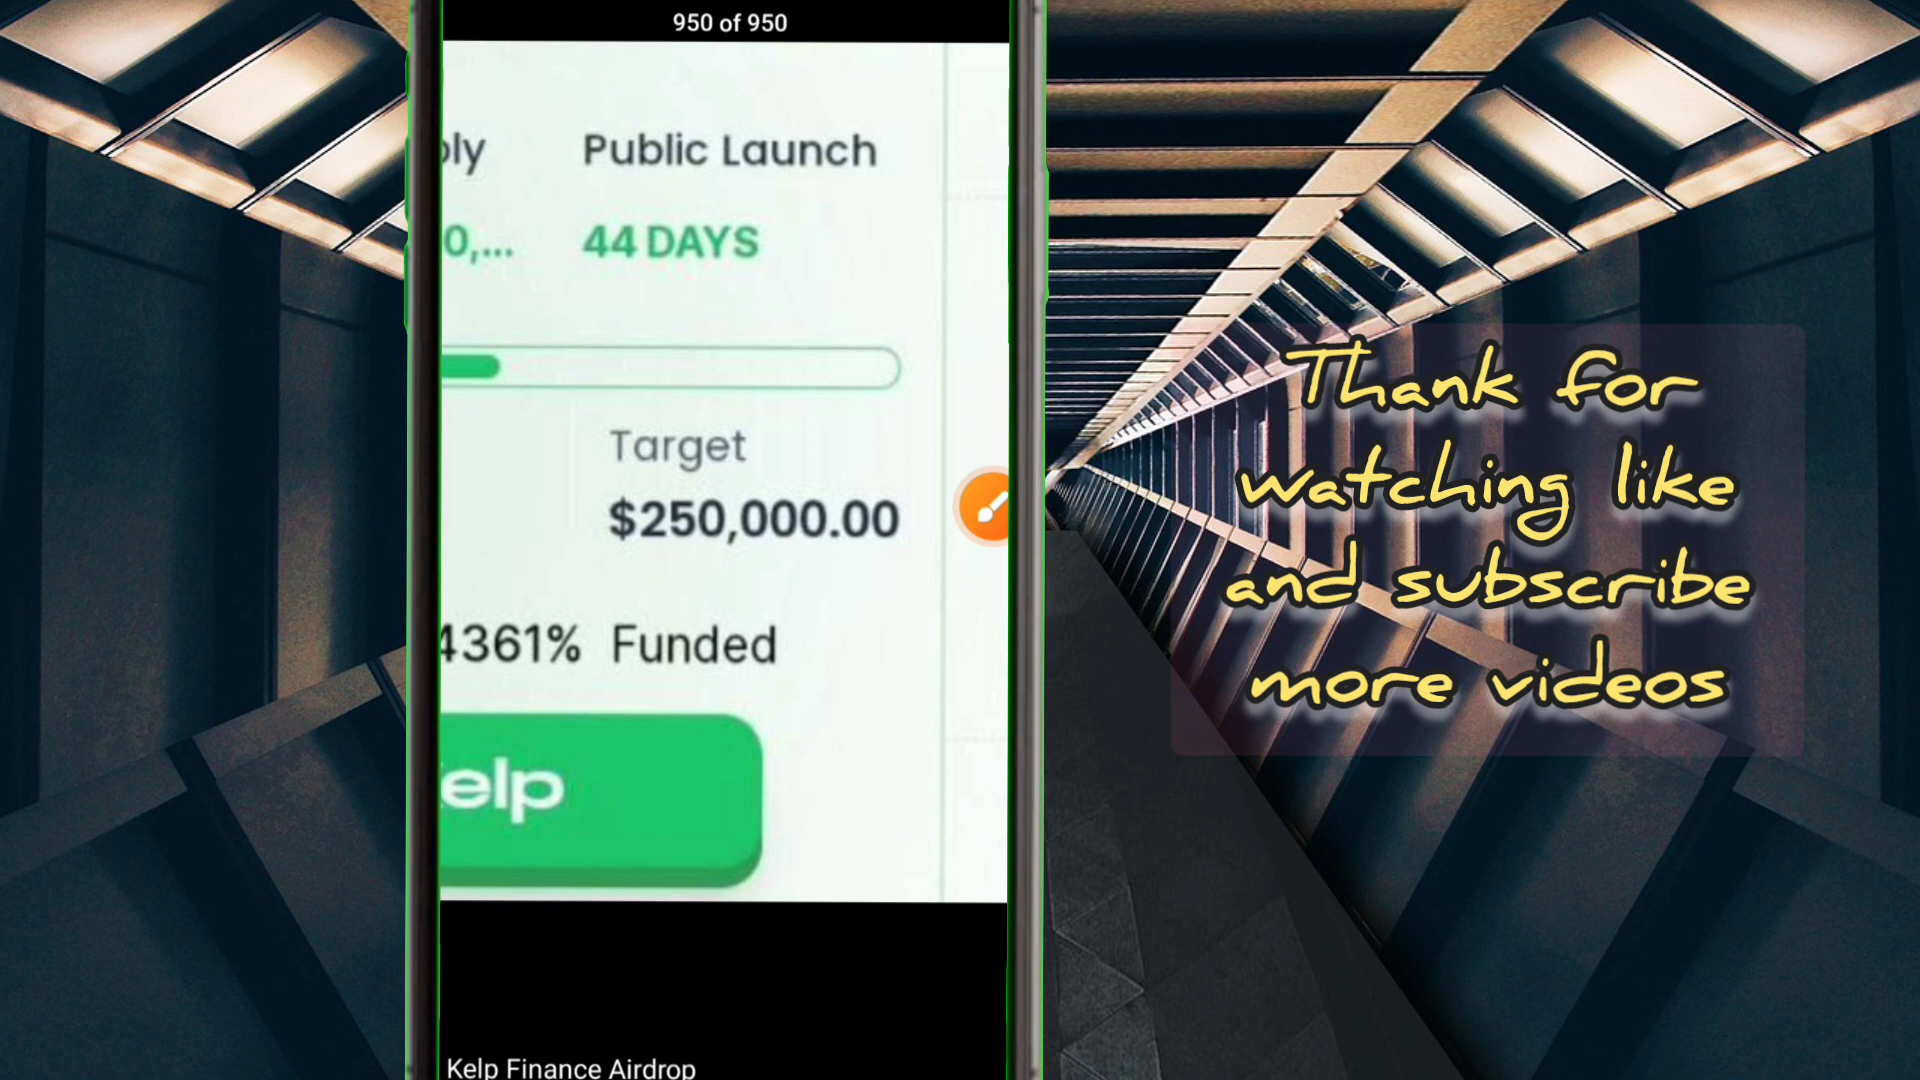 950 of 950
Public Launch
0,... 44 DAYS
Target
$250,000.00
4361% Funded
elp
Kelp Finance Airdrop
Thank for
watching like
and subscribe
more videos